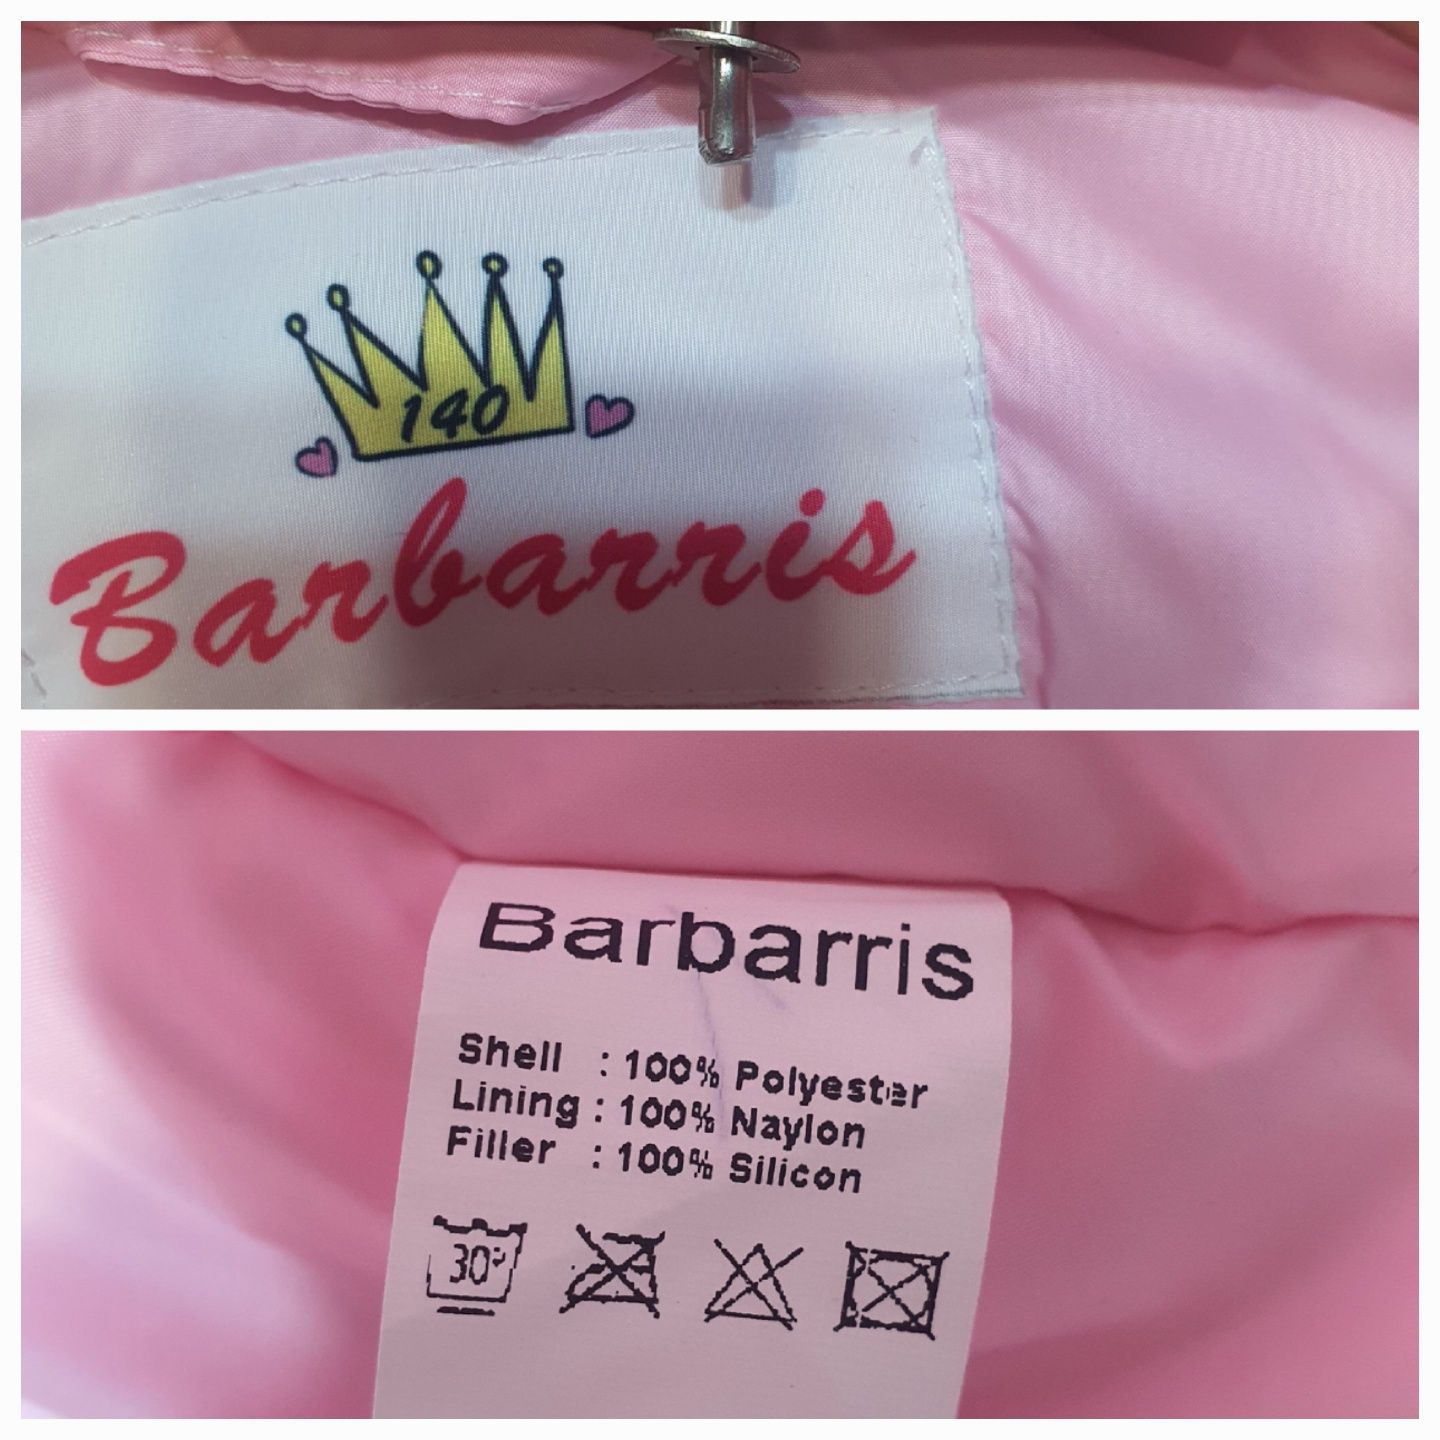 140
Barbarris
Barbarris
Shell : 100% Polyester
Lining : 100% Naylon
Filler : 100% Silicon
30°